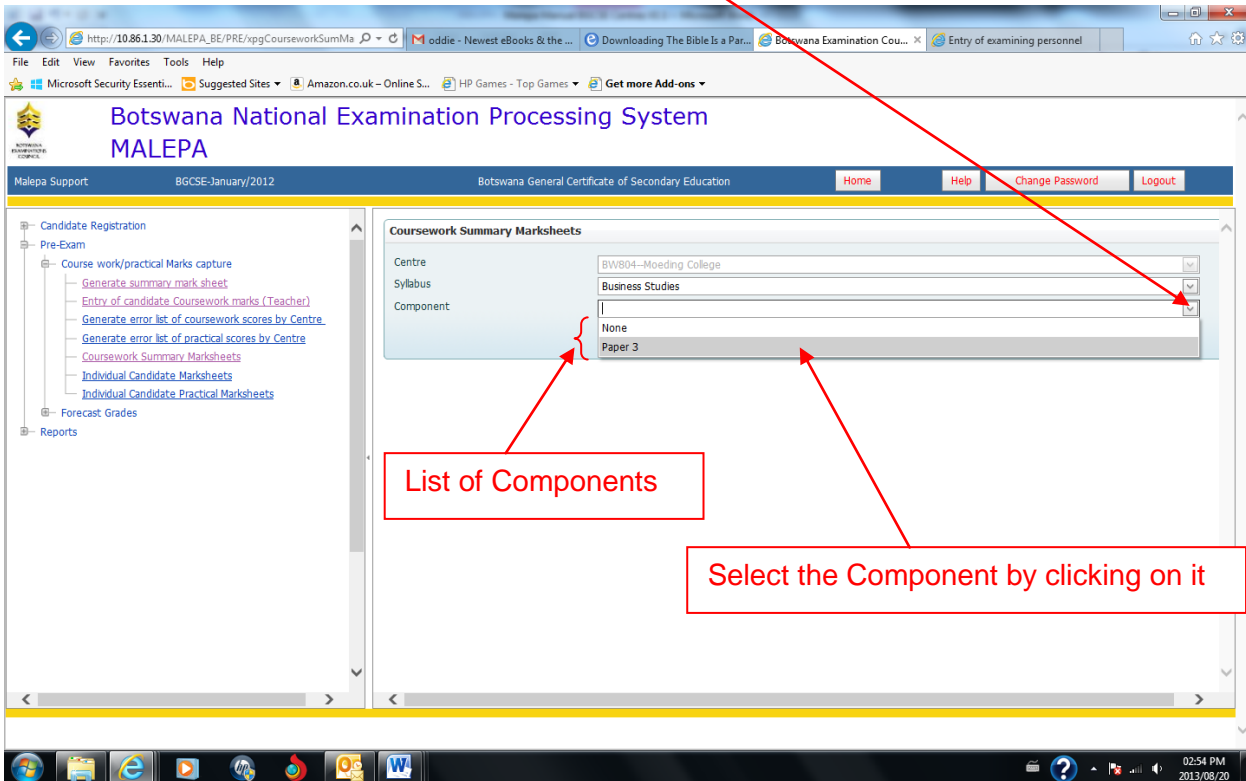 http://10.86.1.30/MALEPA_BE/PRE/xpgCourseworkSumMa
oddie - Newest eBooks & the ...
Downloading The Bible Is a Par...
Botswana Examination Cou...
Entry of examining personnel
File Edit View Favorites Tools Help
Microsoft Security Essenti... Suggested Sites Amazon.co.uk – Online S... HP Games - Top Games Get more Add-ons
Botswana National Examination Processing System
MALEPA
BOTSWANA
EXAMINATIONS
COUNCIL
Malepa Support BGCSE-January/2012 Botswana General Certificate of Secondary Education Home Help Change Password Logout
Candidate Registration
Pre-Exam
Course work/practical Marks capture
Generate summary mark sheet
Entry of candidate Coursework marks (Teacher)
Generate error list of coursework scores by Centre
Generate error list of practical scores by Centre
Coursework Summary Marksheets
Individual Candidate Marksheets
Individual Candidate Practical Marksheets
Forecast Grades
Reports
Coursework Summary Marksheets
Centre BW804--Moeding College
Syllabus Business Studies
Component
None
Paper 3
List of Components
Select the Component by clicking on it
02:54 PM
2013/08/20